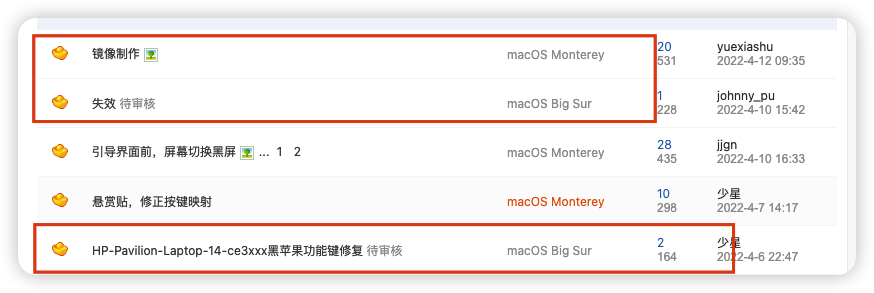 镜像制作 macOS Monterey 20 yuexiashu
531 2022-4-12 09:35
失效 待审核 macOS Big Sur 1 johnny_pu
228 2022-4-10 15:42
引导界面前，屏幕切换黑屏 ... 1 2 macOS Monterey 28 jjgn
435 2022-4-10 16:33
悬赏贴，修正按键映射 macOS Monterey 10 少星
298 2022-4-7 14:17
HP-Pavilion-Laptop-14-ce3xxx黑苹果功能键修复 待审核 macOS Big Sur 2 少星
164 2022-4-6 22:47